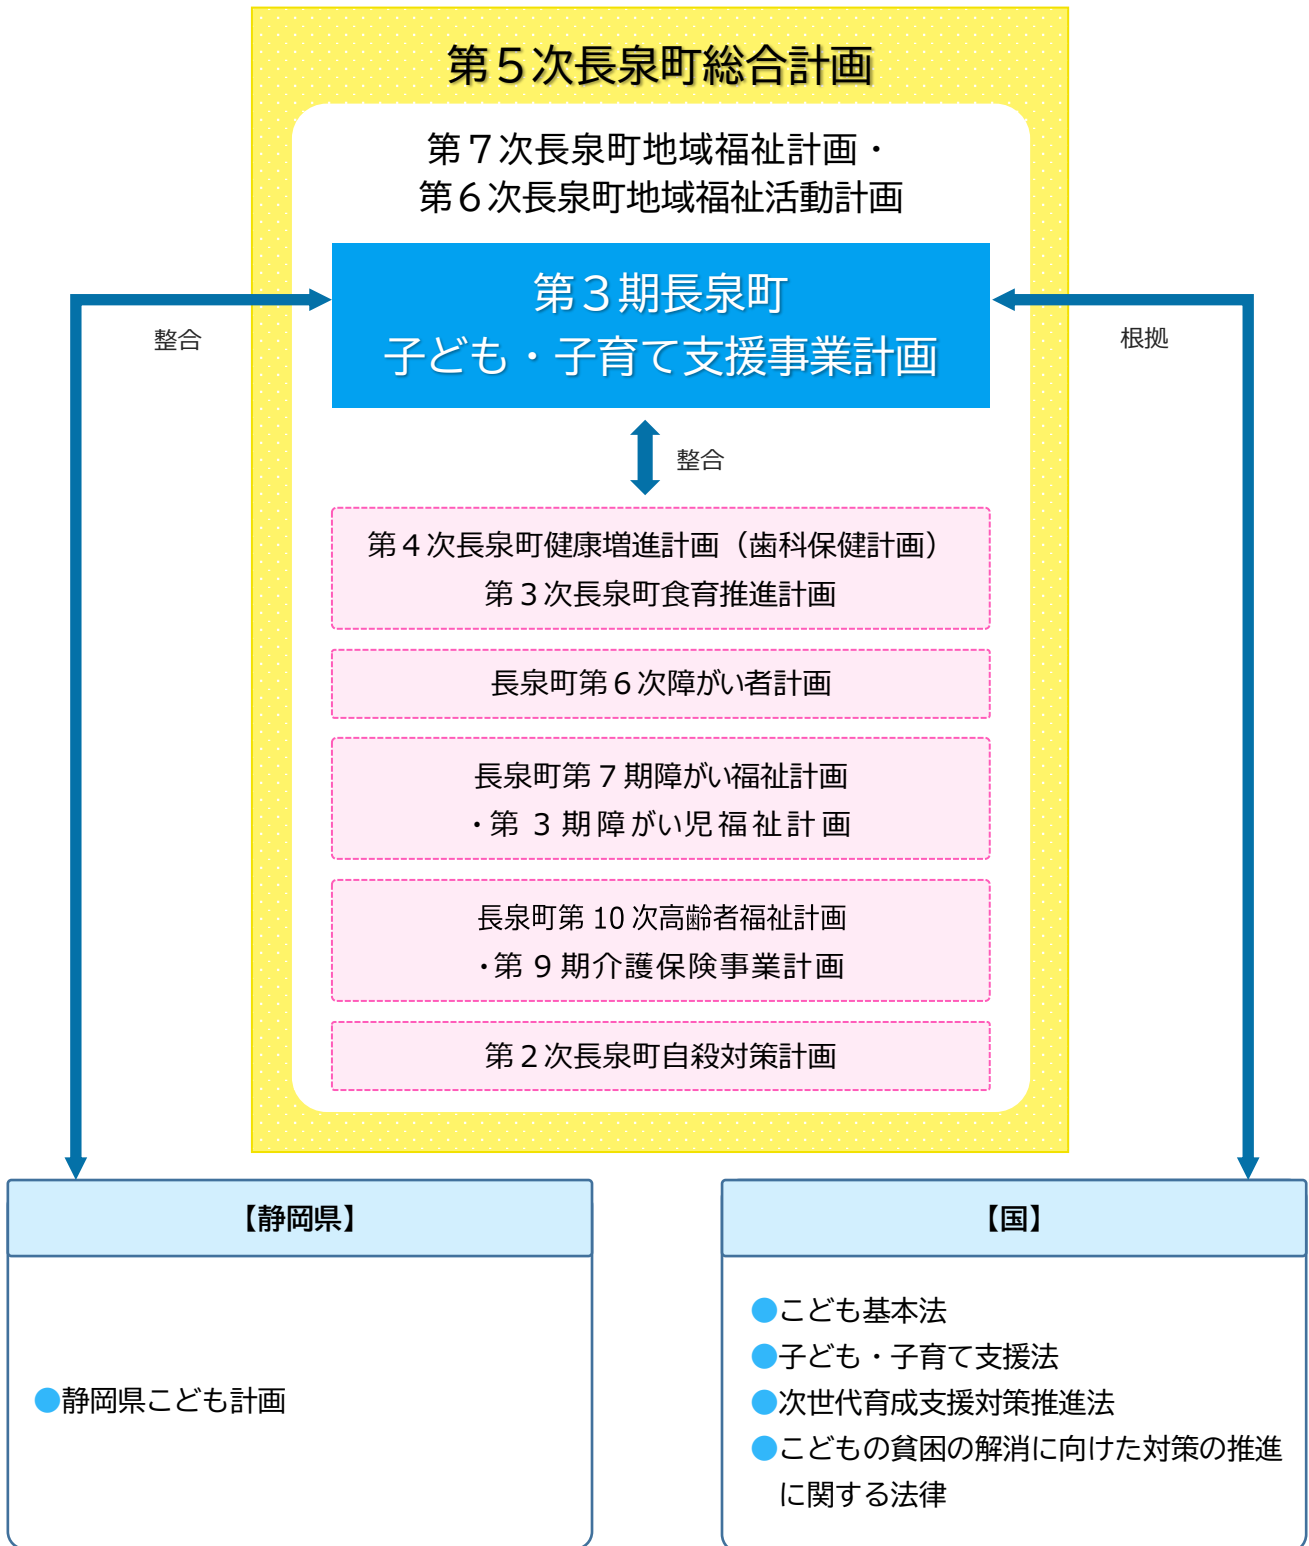 第５次長泉町総合計画
第７次長泉町地域福祉計画・
第６次長泉町地域福祉活動計画
第３期長泉町
子ども・子育て支援事業計画
整合
根拠
整合
第４次長泉町健康増進計画（歯科保健計画）
第３次長泉町食育推進計画
長泉町第６次障がい者計画
長泉町第７期障がい福祉計画
・第３期障がい児福祉計画
長泉町第10次高齢者福祉計画
・第９期介護保険事業計画
第２次長泉町自殺対策計画
【静岡県】
●静岡県こども計画
【国】
●こども基本法
●子ども・子育て支援法
●次世代育成支援対策推進法
●こどもの貧困の解消に向けた対策の推進
に関する法律